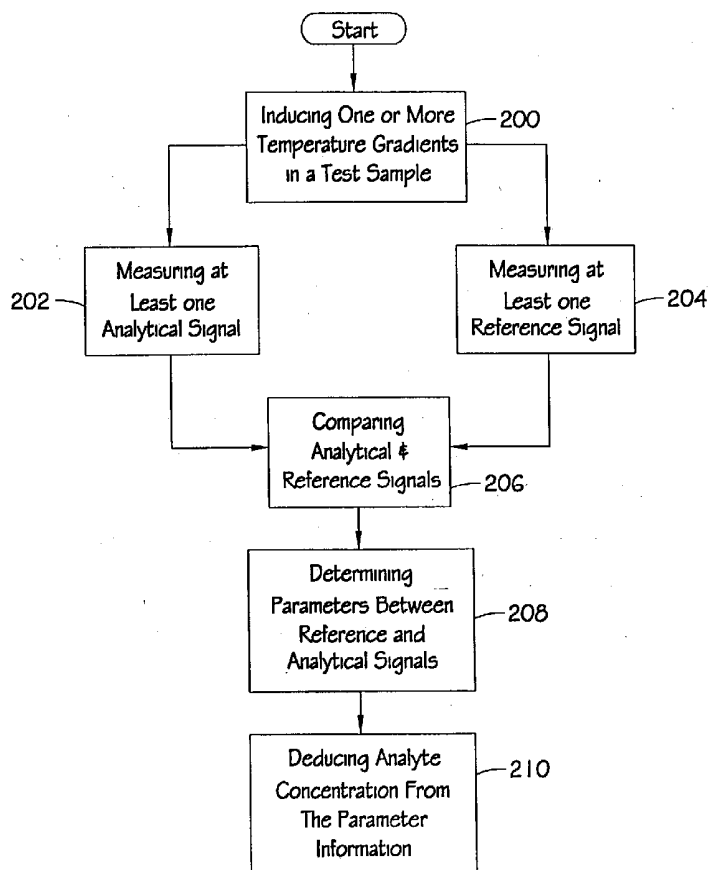 Start
Inducing One or More
Temperature Gradients
in a Test Sample
200
Measuring at
Least one
Analytical Signal
202
Measuring at
Least one
Reference Signal
204
Comparing
Analytical &
Reference Signals
206
Determining
Parameters Between
Reference and
Analytical Signals
208
Deducing Analyte
Concentration From
The Parameter
Information
210